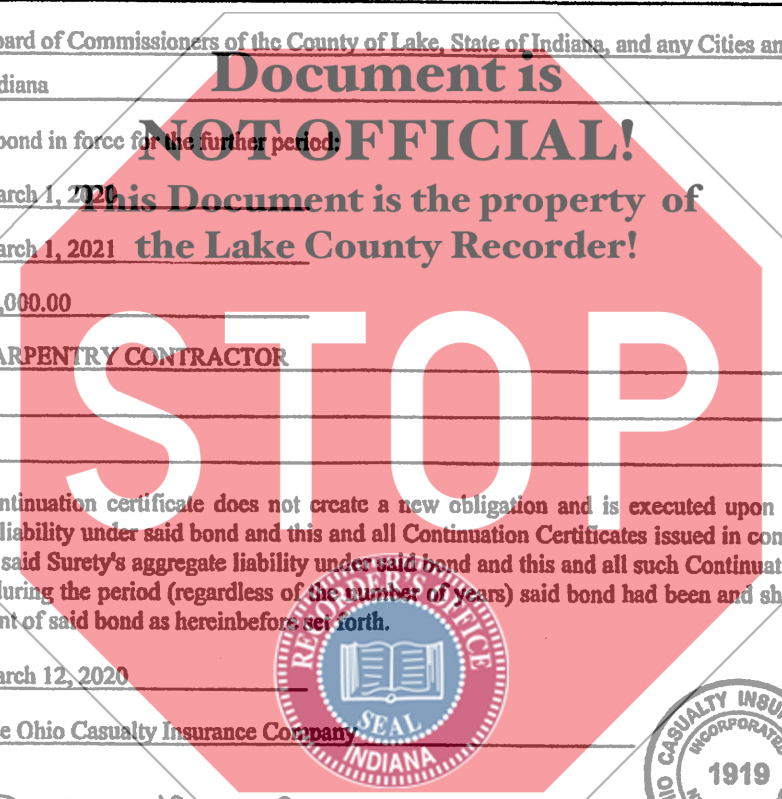 oard of Commissioners of the County of Lake, State of Indiana, and any Cities an
Document is
diana
NOT OFFICIAL!
bond in force for the further period:
arch 1, 2020
This Document is the property of
arch 1, 2021
the Lake County Recorder!
,000.00
ARPENTRY CONTRACTOR
STOP
ntinuation certificate does not create a new obligation and is executed upon
liability under said bond and this and all Continuation Certificates issued in con
said Surety's aggregate liability under said bond and this and all such Continuat
during the period (regardless of the number of years) said bond had been and sh
nt of said bond as hereinbefore set forth.
RECORDER'S OFFICE
SEAL
INDIANA
arch 12, 2020
e Ohio Casualty Insurance Company
CASUALTY INSU
INCORPORATE
1919